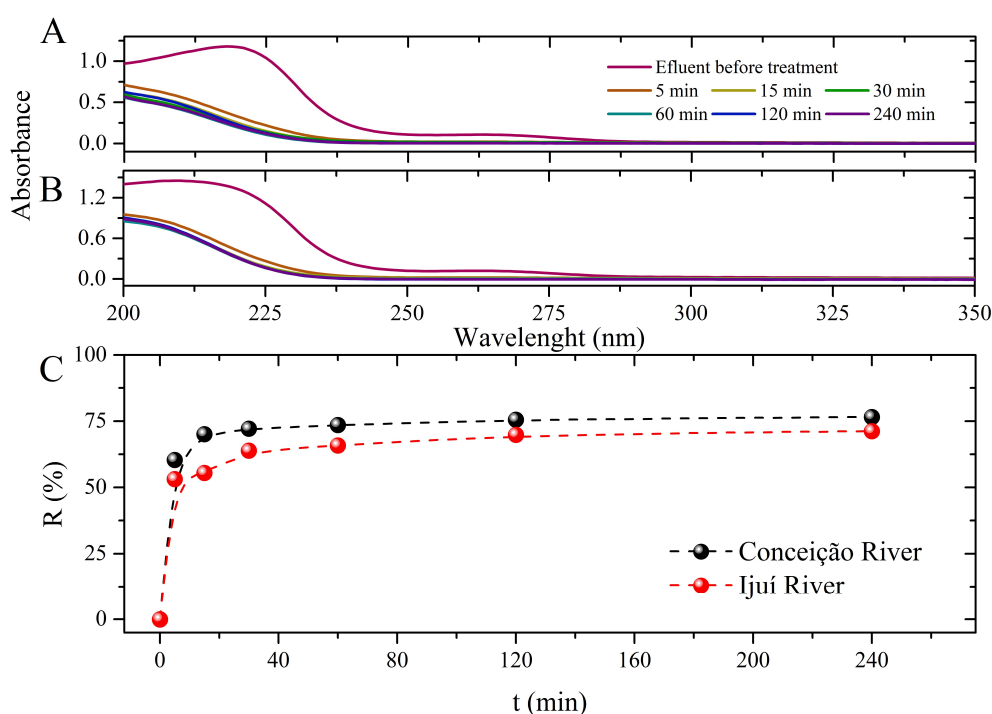 A
1.0
0.5
0.0
Efluent before treatment
5 min 15 min 30 min
60 min 120 min 240 min
Absorbance
B
1.2
0.6
0.0
200 225 250 275 300 325 350
Wavelenght (nm)
C
100
75
50
25
0
R (%)
Conceição River
Ijuí River
0 40 80 120 160 200 240
t (min)